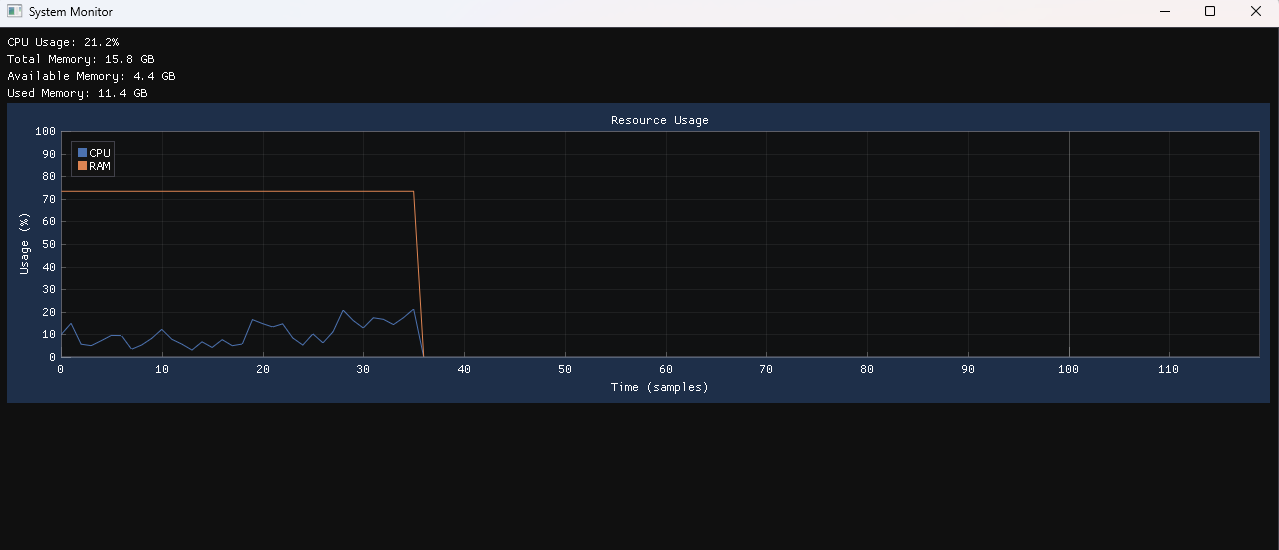 System Monitor
CPU Usage: 21.2%
Total Memory: 15.8 GB
Available Memory: 4.4 GB
Used Memory: 11.4 GB
Resource Usage
100
90
80
70
60
50
40
30
20
10
0
CPU
RAM
Usage (%)
0 10 20 30 40 50 60 70 80 90 100 110
Time (samples)